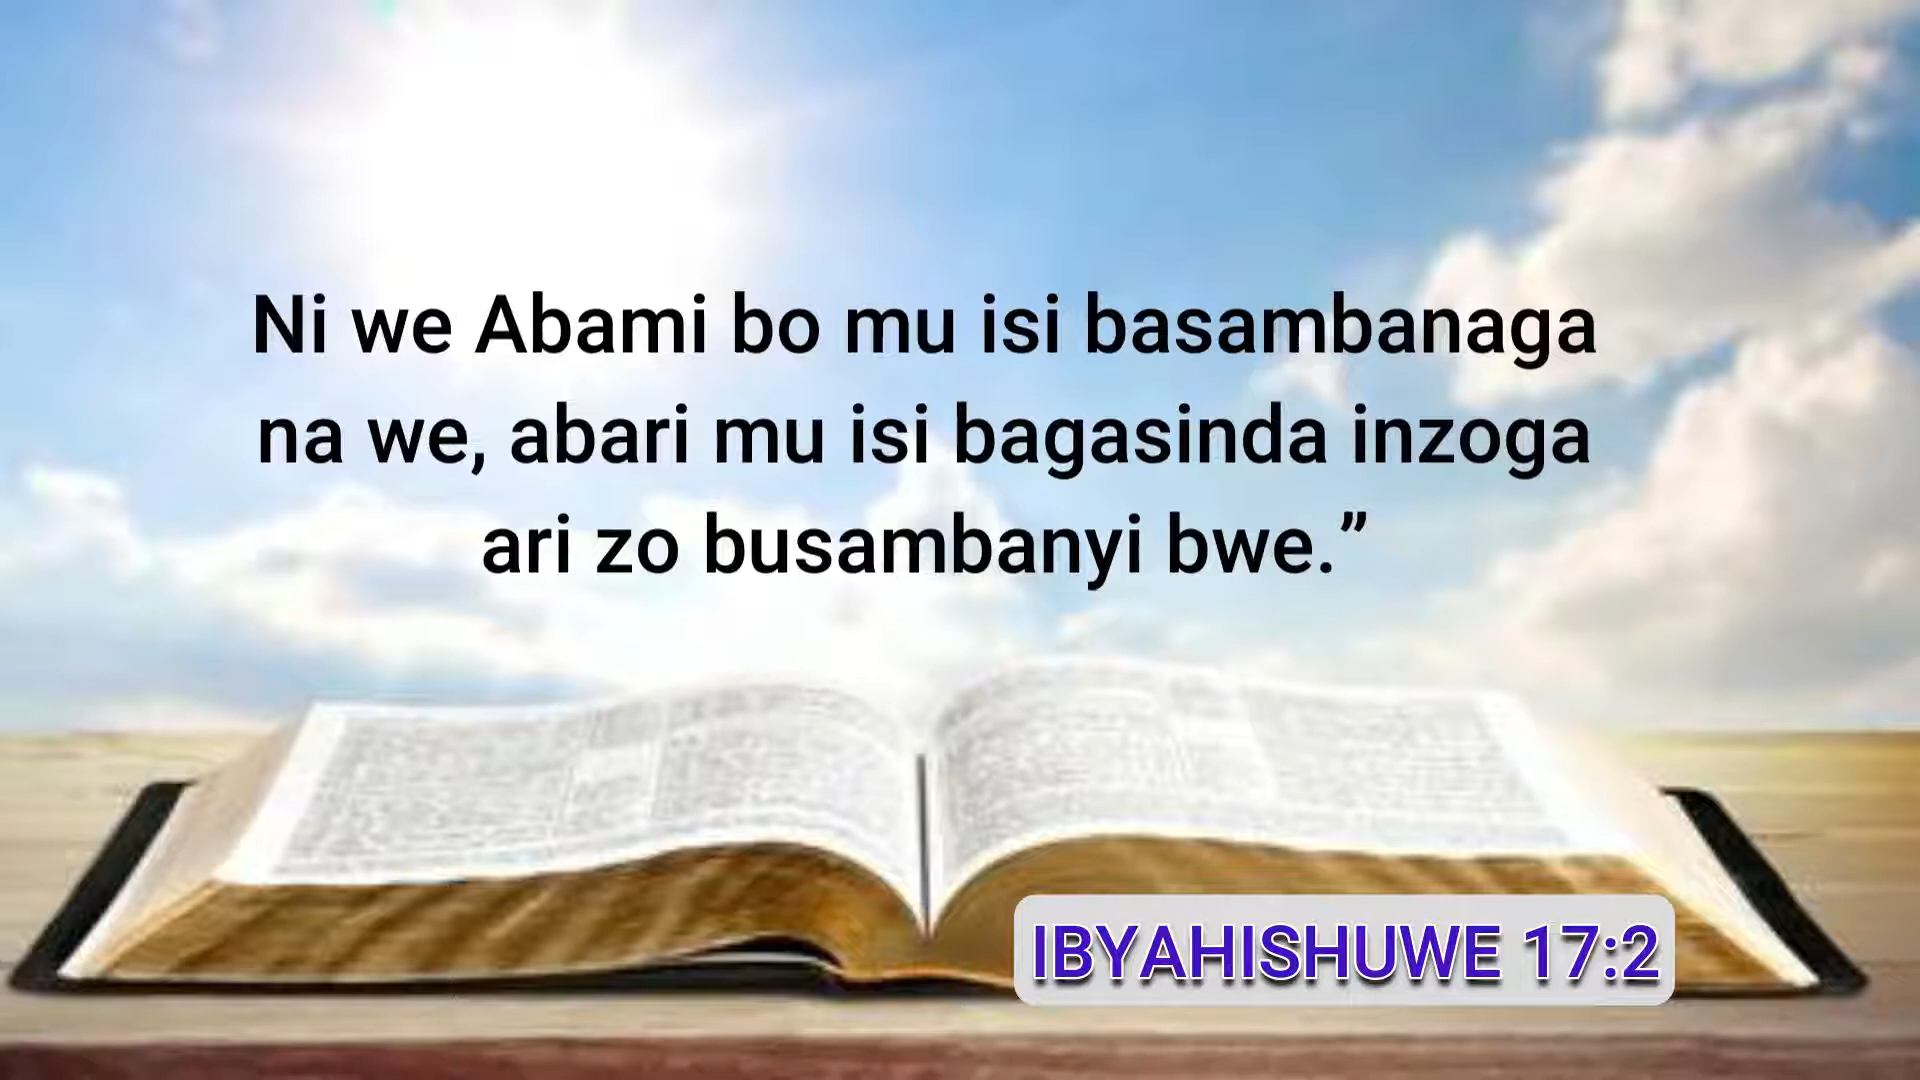 Ni we Abami bo mu isi basambanaga
na we, abari mu isi bagasinda inzoga
ari zo busambanyi bwe.”
IBYAHISHUWE 17:2